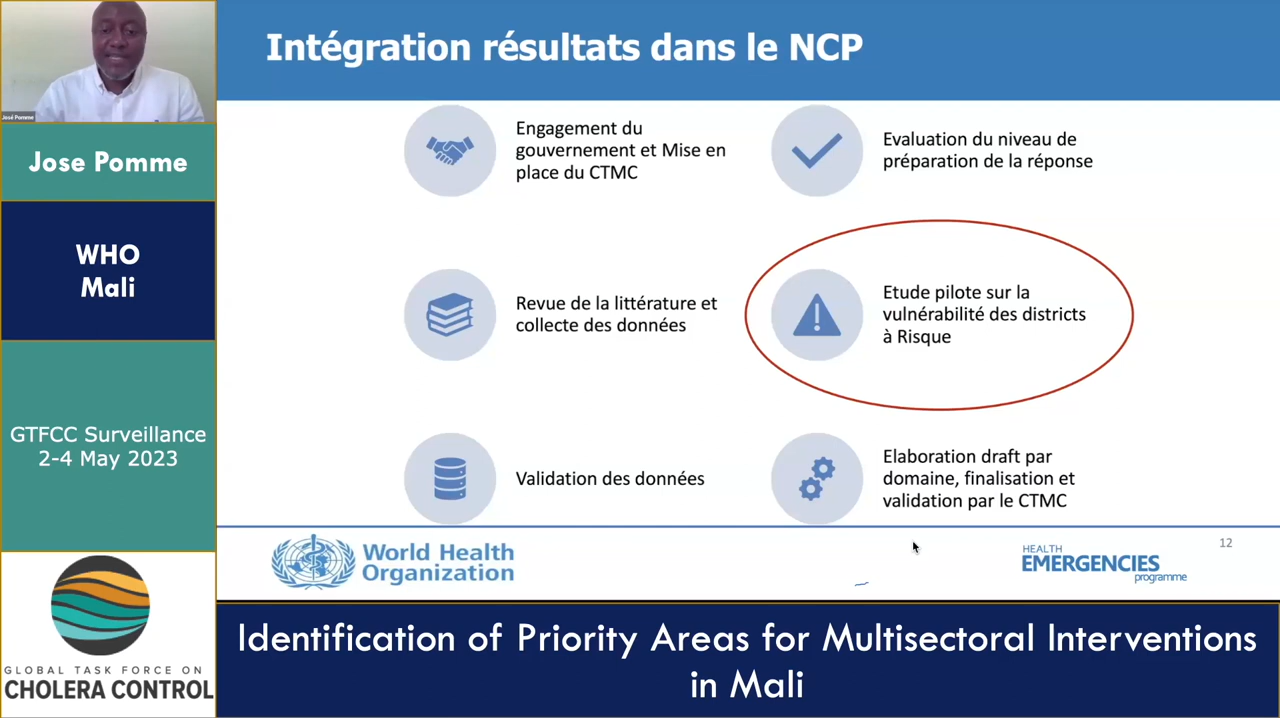 José Pomme
Jose Pomme
WHO
Mali
GTFCC Surveillance
2-4 May 2023
GLOBAL TASK FORCE ON
CHOLERA CONTROL
Intégration résultats dans le NCP
Engagement du
gouvernement et Mise en
place du CTMC
Evaluation du niveau de
préparation de la réponse
Revue de la littérature et
collecte des données
Etude pilote sur la
vulnérabilité des districts
à Risque
Validation des données
Elaboration draft par
domaine, finalisation et
validation par le CTMC
World Health
Organization
12
HEALTH
EMERGENCIES
programme
Identification of Priority Areas for Multisectoral Interventions
in Mali